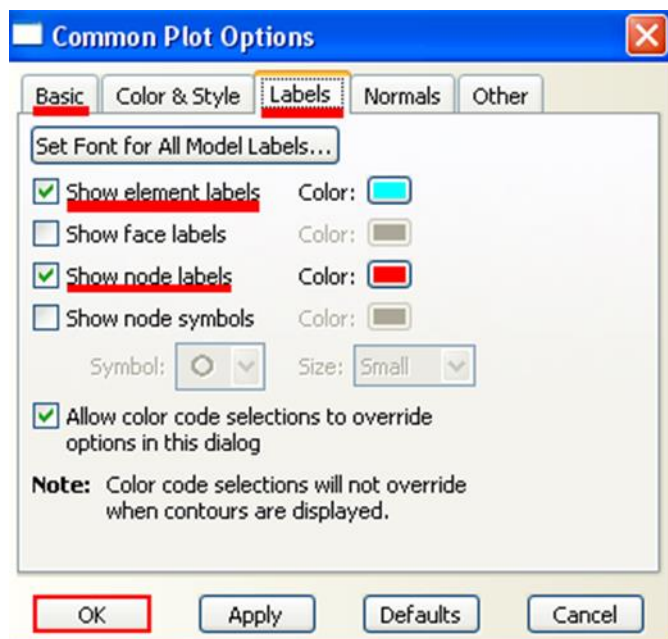 Common Plot Options
Basic Color & Style Labels Normals Other
Set Font for All Model Labels...
Show element labels Color:
Show face labels Color:
Show node labels Color:
Show node symbols Color:
Symbol: Size: Small
Allow color code selections to override
options in this dialog
Note: Color code selections will not override
when contours are displayed.
OK Apply Defaults Cancel